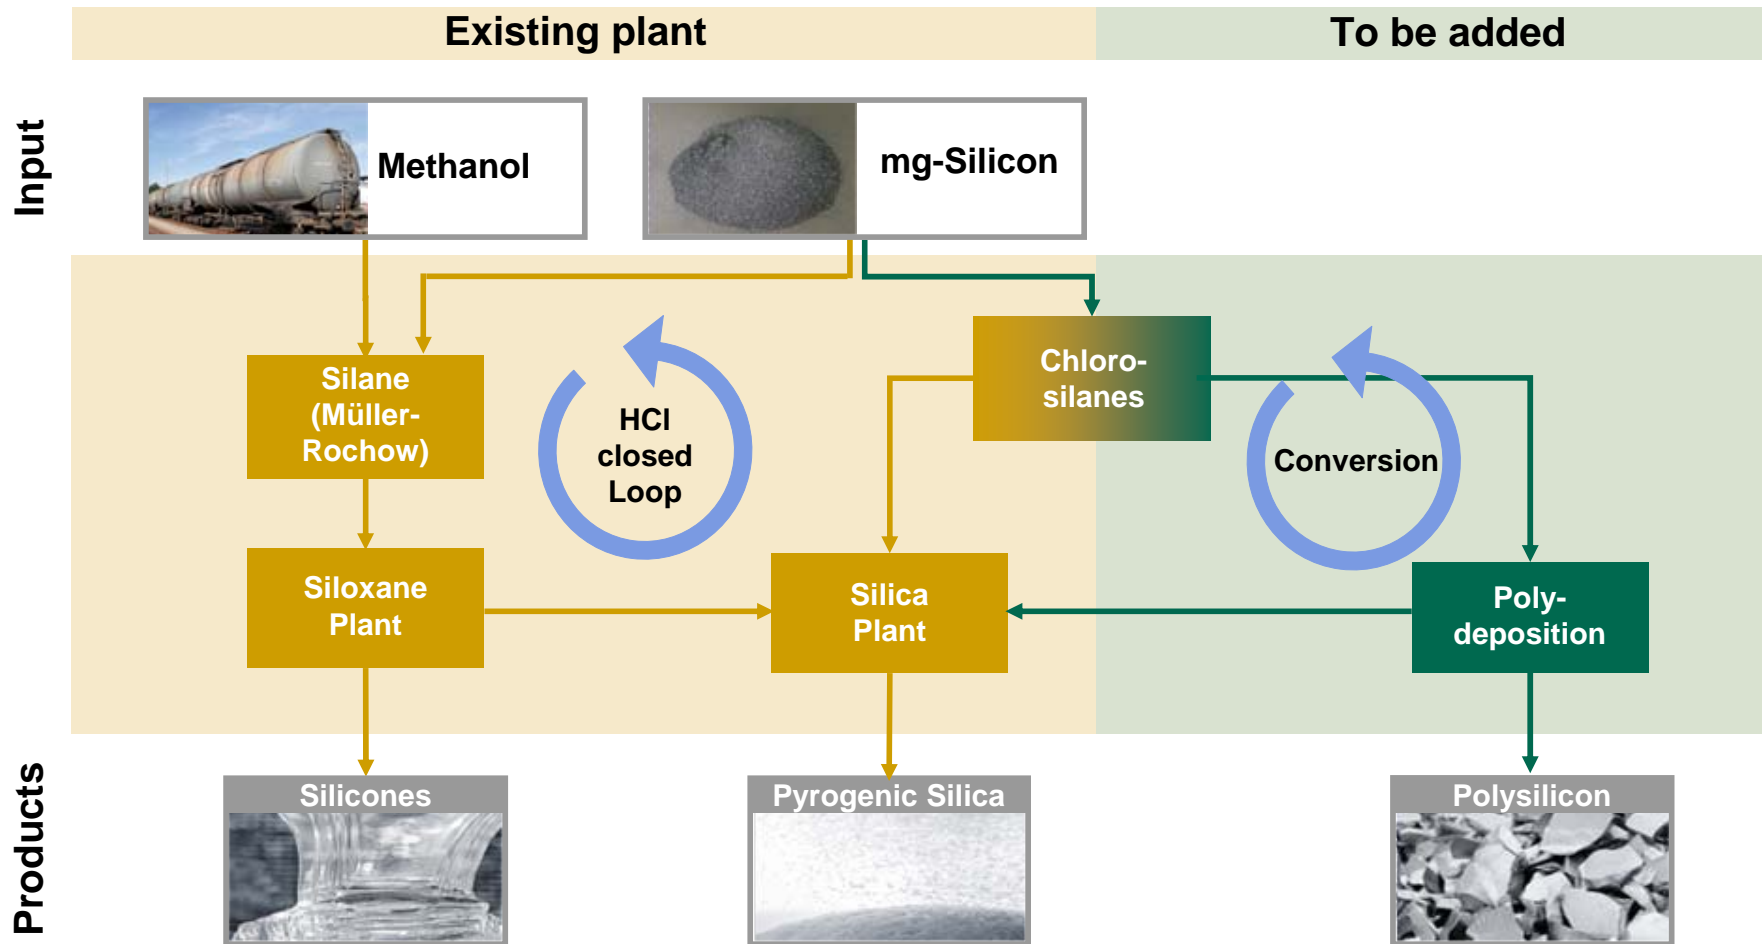 Existing plant
To be added
Input
Methanol
mg-Silicon
Chloro-
silanes
Silane
(Müller-
Rochow)
HCl
closed
Loop
Conversion
Siloxane
Plant
Silica
Plant
Poly-
deposition
Products
Silicones
Pyrogenic Silica
Polysilicon